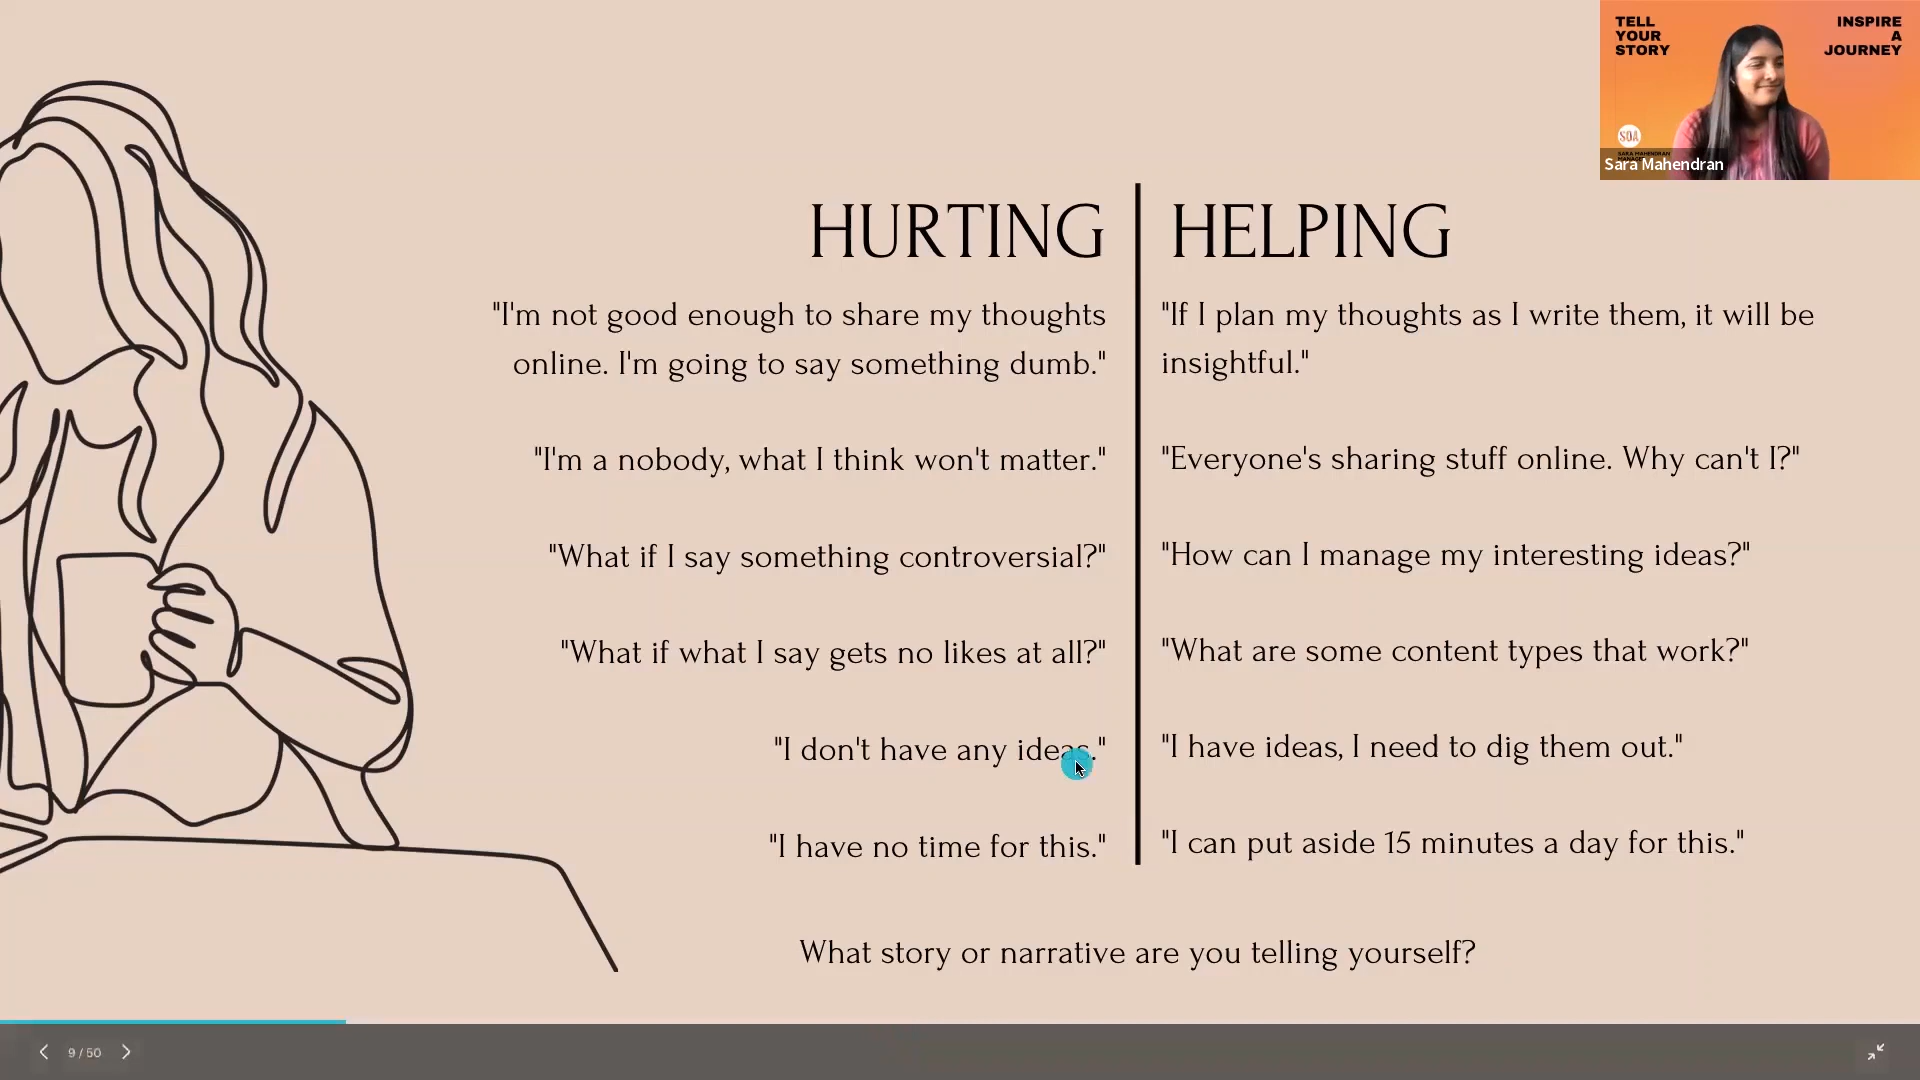 TELL
YOUR
STORY
INSPIRE
A
JOURNEY
SOA
Sara Mahendran
HURTING
"I'm not good enough to share my thoughts
online. I'm going to say something dumb."
"I'm a nobody, what I think won't matter."
"What if I say something controversial?"
"What if what I say gets no likes at all?"
"I don't have any ideas."
"I have no time for this."
HELPING
"If I plan my thoughts as I write them, it will be
insightful."
"Everyone's sharing stuff online. Why can't I?"
"How can I manage my interesting ideas?"
"What are some content types that work?"
"I have ideas, I need to dig them out."
"I can put aside 15 minutes a day for this."
What story or narrative are you telling yourself?
9 / 50